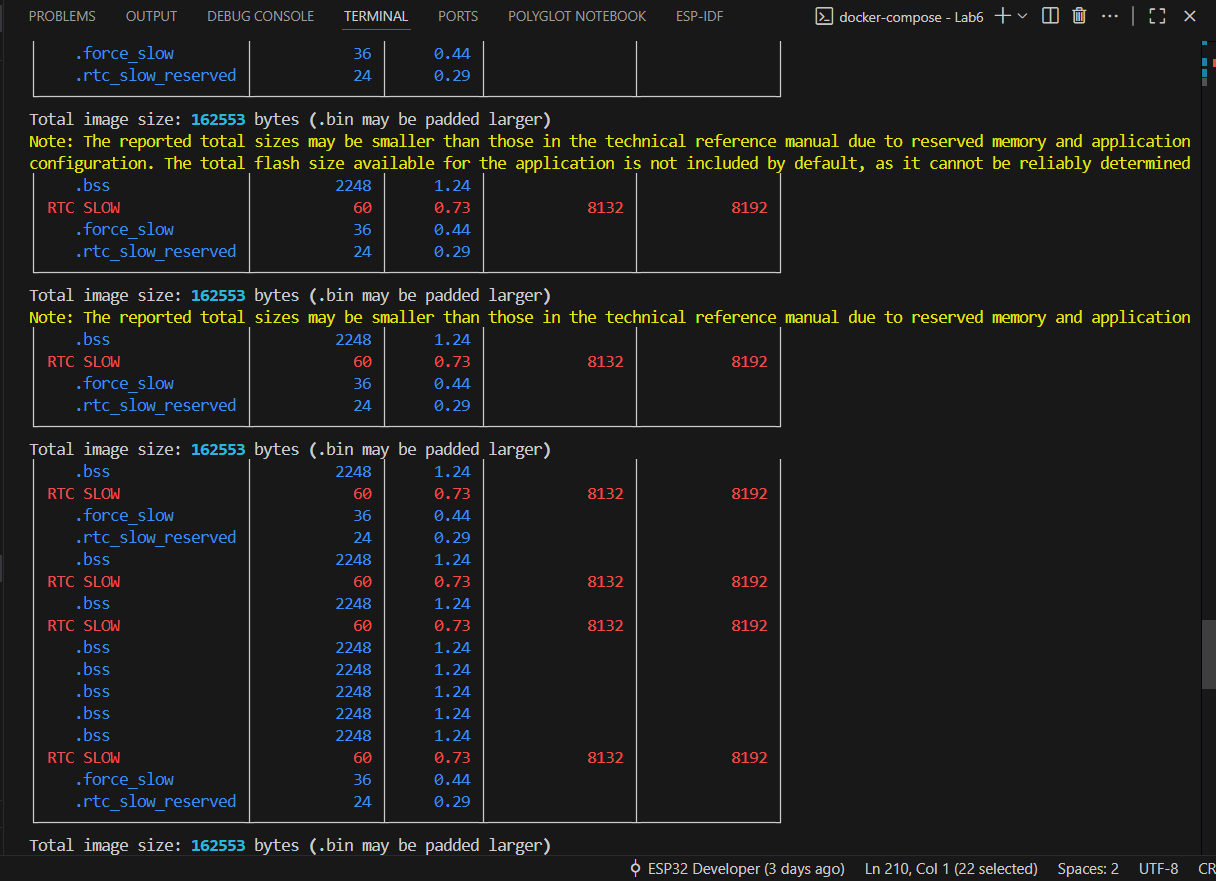 PROBLEMS OUTPUT DEBUG CONSOLE TERMINAL PORTS POLYGLOT NOTEBOOK ESP-IDF docker-compose - Lab6
.force_slow 36 0.44
.rtc_slow_reserved 24 0.29
Total image size: 162553 bytes (.bin may be padded larger)
Note: The reported total sizes may be smaller than those in the technical reference manual due to reserved memory and application
configuration. The total flash size available for the application is not included by default, as it cannot be reliably determined
.bss 2248 1.24
RTC SLOW 60 0.73 8132 8192
.force_slow 36 0.44
.rtc_slow_reserved 24 0.29
Total image size: 162553 bytes (.bin may be padded larger)
Note: The reported total sizes may be smaller than those in the technical reference manual due to reserved memory and application
.bss 2248 1.24
RTC SLOW 60 0.73 8132 8192
.force_slow 36 0.44
.rtc_slow_reserved 24 0.29
Total image size: 162553 bytes (.bin may be padded larger)
.bss 2248 1.24
RTC SLOW 60 0.73 8132 8192
.force_slow 36 0.44
.rtc_slow_reserved 24 0.29
.bss 2248 1.24
RTC SLOW 60 0.73 8132 8192
.bss 2248 1.24
RTC SLOW 60 0.73 8132 8192
.bss 2248 1.24
.bss 2248 1.24
.bss 2248 1.24
.bss 2248 1.24
.bss 2248 1.24
RTC SLOW 60 0.73 8132 8192
.force_slow 36 0.44
.rtc_slow_reserved 24 0.29
Total image size: 162553 bytes (.bin may be padded larger)
ESP32 Developer (3 days ago) Ln 210, Col 1 (22 selected) Spaces: 2 UTF-8 CR